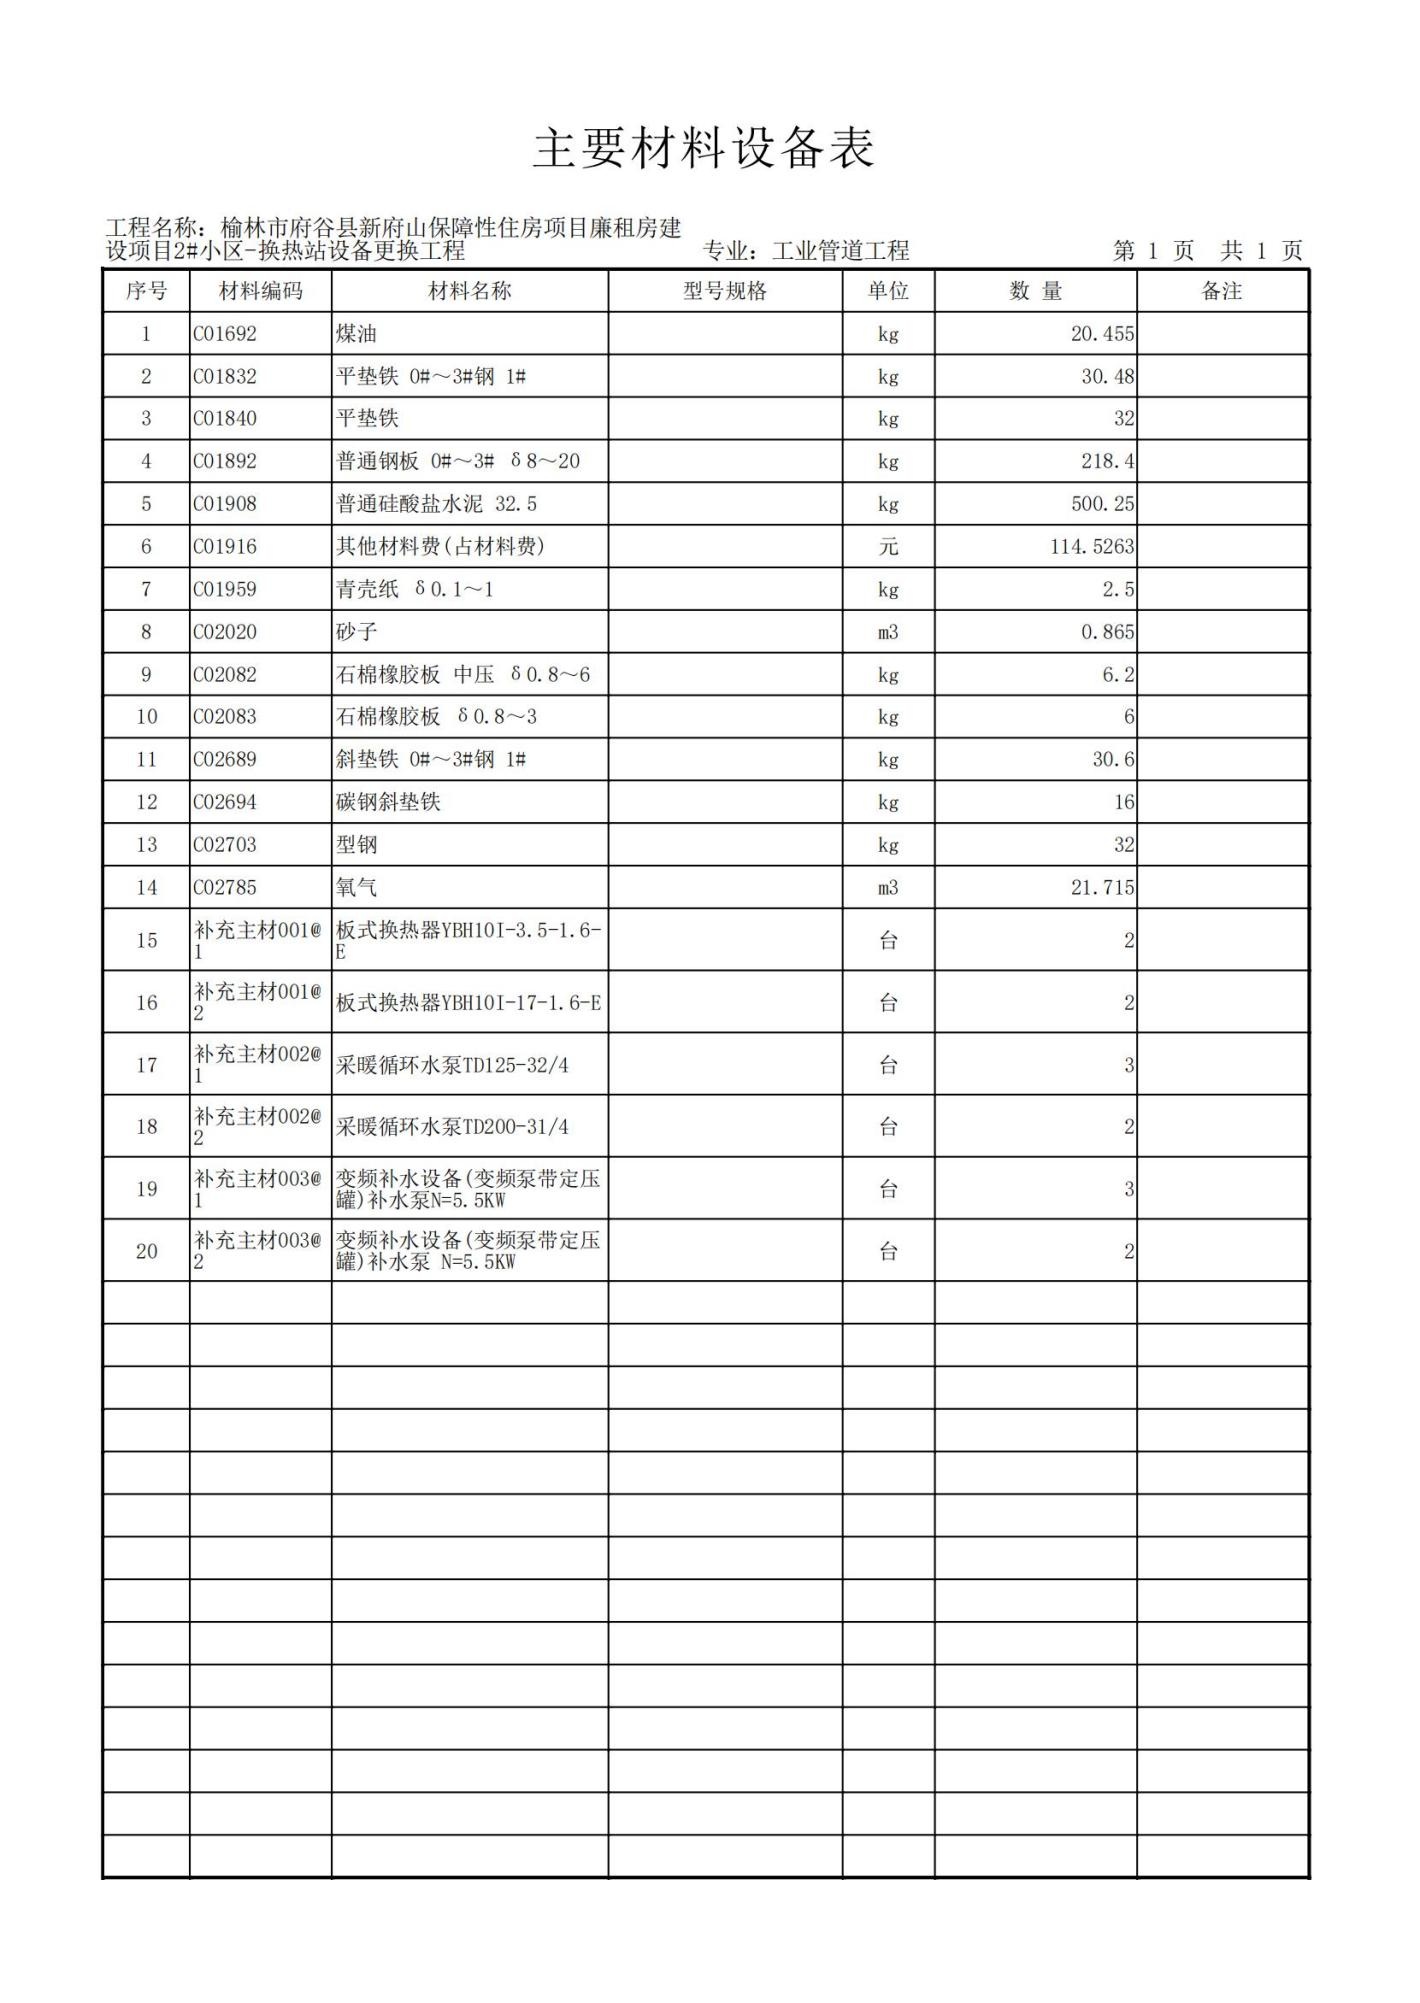 主要材料设备表
工程名称：榆林市府谷县新府山保障性住房项目廉租房建
设项目2#小区-换热站设备更换工程 专业：工业管道工程 第 1 页 共 1 页
序号 材料编码 材料名称 型号规格 单位 数 量 备注
1 C01692 煤油 kg 20.455
2 C01832 平垫铁 0#～3#钢 1# kg 30.48
3 C01840 平垫铁 kg 32
4 C01892 普通钢板 0#～3# δ8～20 kg 218.4
5 C01908 普通硅酸盐水泥 32.5 kg 500.25
6 C01916 其他材料费(占材料费) 元 114.5263
7 C01959 青壳纸 δ0.1～1 kg 2.5
8 C02020 砂子 m3 0.865
9 C02082 石棉橡胶板 中压 δ0.8～6 kg 6.2
10 C02083 石棉橡胶板 δ0.8～3 kg 6
11 C02689 斜垫铁 0#～3#钢 1# kg 30.6
12 C02694 碳钢斜垫铁 kg 16
13 C02703 型钢 kg 32
14 C02785 氧气 m3 21.715
15 补充主材001@1 板式换热器YBH10I-3.5-1.6-E 台 2
16 补充主材001@2 板式换热器YBH10I-17-1.6-E 台 2
17 补充主材002@1 采暖循环水泵TD125-32/4 台 3
18 补充主材002@2 采暖循环水泵TD200-31/4 台 2
19 补充主材003@1 变频补水设备(变频泵带定压罐)补水泵N=5.5KW 台 3
20 补充主材003@2 变频补水设备(变频泵带定压罐)补水泵 N=5.5KW 台 2